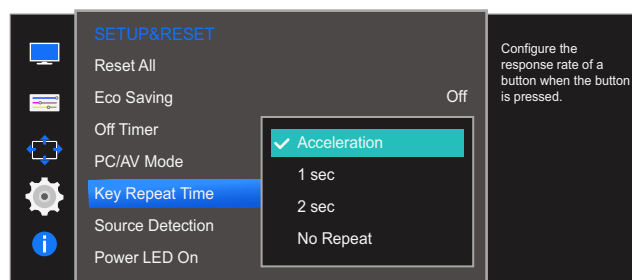 SETUP&RESET
Reset All
Eco Saving Off
Off Timer
PC/AV Mode
Key Repeat Time
Source Detection
Power LED On
Acceleration
1 sec
2 sec
No Repeat
Configure the
response rate of a
button when the button
is pressed.